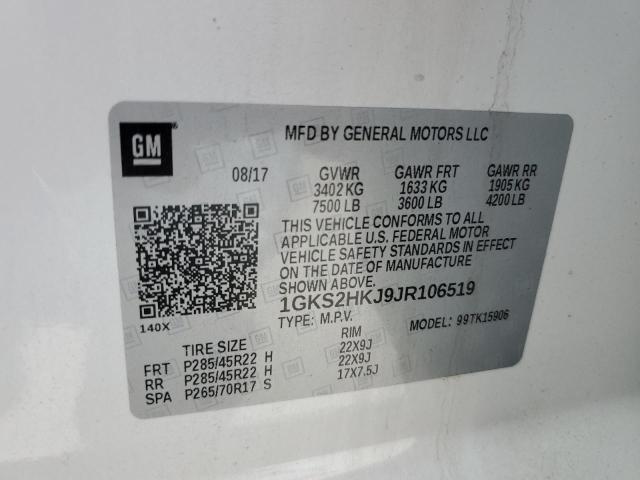 GM
MFD BY GENERAL MOTORS LLC
08/17 GVWR GAWR FRT GAWR RR
3402 KG 1633 KG 1905 KG
7500 LB 3600 LB 4200 LB
THIS VEHICLE CONFORMS TO ALL
APPLICABLE U.S. FEDERAL MOTOR
VEHICLE SAFETY STANDARDS IN EFFECT
ON THE DATE OF MANUFACTURE SHOWN ABOVE.
1GKS2HKJ9JR106519
140X TYPE: M.P.V. MODEL: 99TK15906
TIRE SIZE RIM
FRT P285/45R22 H 22X9J
RR P285/45R22 H 22X9J
SPA P265/70R17 S 17X7.5J